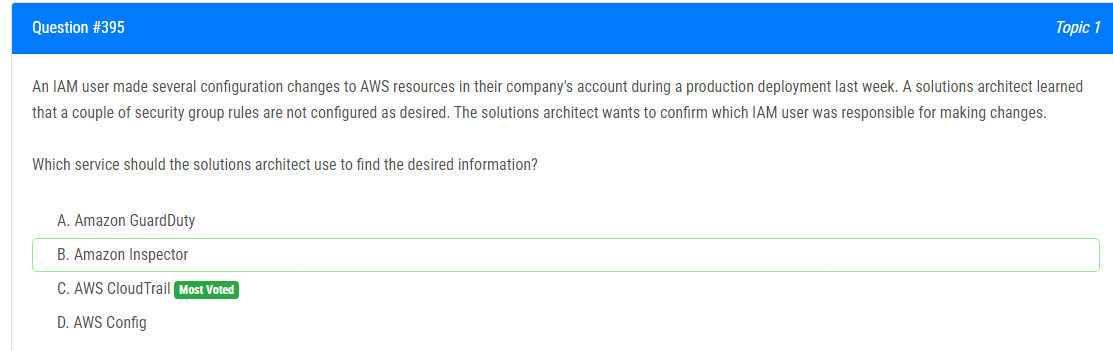 Question #395
Topic 1
An IAM user made several configuration changes to AWS resources in their company's account during a production deployment last week. A solutions architect learned
that a couple of security group rules are not configured as desired. The solutions architect wants to confirm which IAM user was responsible for making changes.
Which service should the solutions architect use to find the desired information?
A. Amazon GuardDuty
B. Amazon Inspector
C. AWS CloudTrail Most Voted
D. AWS Config